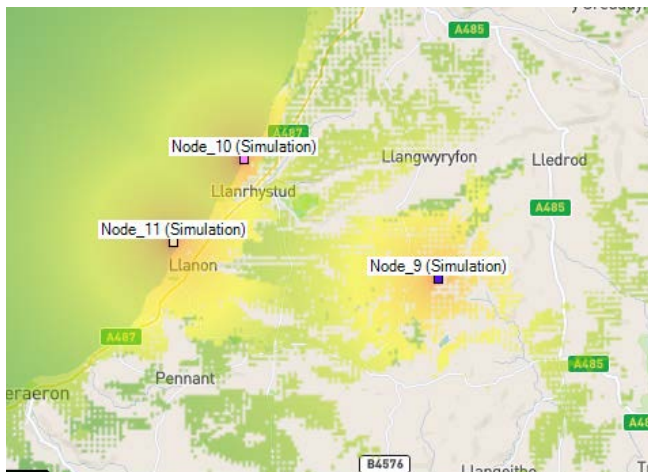 A485
A487
Node_10 (Simulation)
Llangwyryfon
Lledrod
Llanrhystud
A485
Node_11 (Simulation)
Llanon
Node_9 (Simulation)
A487
A485
Pennant
eraeron
B4576